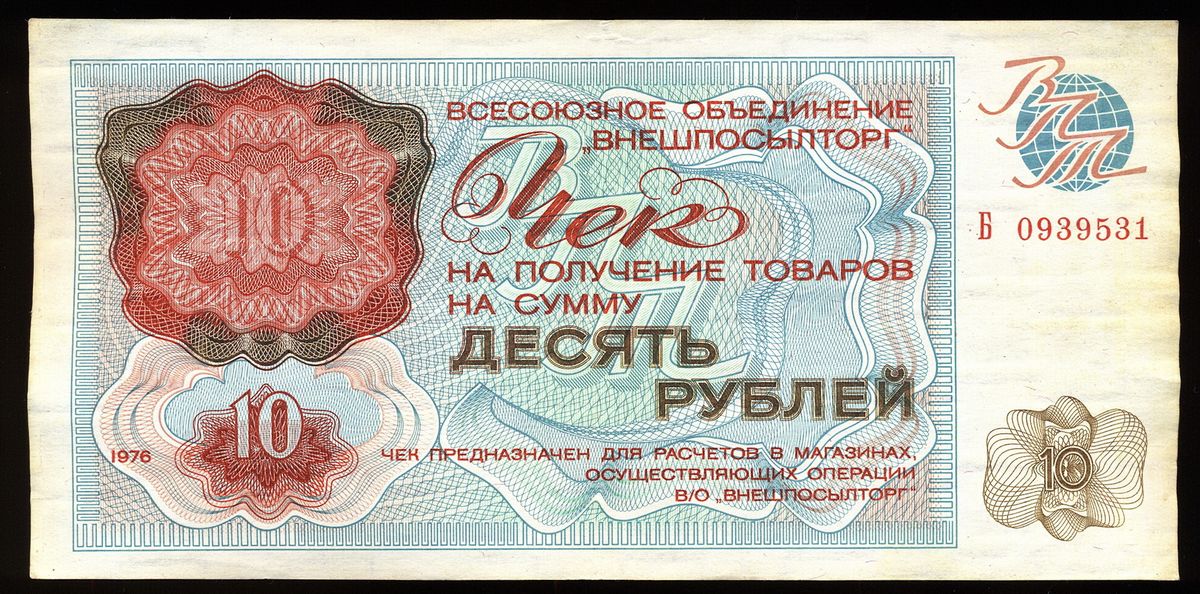 ВСЕСОЮЗНОЕ ОБЪЕДИНЕНИЕ
„ВНЕШПОСЫЛТОРГ"
ВПТ
Чек
Б 0939531
НА ПОЛУЧЕНИЕ ТОВАРОВ
НА СУММУ
ДЕСЯТЬ
РУБЛЕЙ
10
10
10
1976
ЧЕК ПРЕДНАЗНАЧЕН ДЛЯ РАСЧЕТОВ В МАГАЗИНАХ,
ОСУЩЕСТВЛЯЮЩИХ ОПЕРАЦИИ
В/О „ВНЕШПОСЫЛТОРГ"
ВПТ